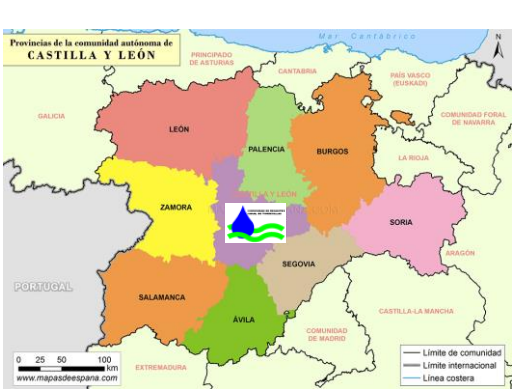 Mar Cantábrico
Provincias de la comunidad autónoma de
CASTILLA Y LEÓN
N
PRINCIPADO
DE ASTURIAS
CANTABRIA
PAÍS VASCO
(EUSKADI)
GALICIA
COMUNIDAD FORAL
DE NAVARRA
LEÓN
PALENCIA
BURGOS
LA RIOJA
ZAMORA
SORIA
ARAGÓN
SEGOVIA
PORTUGAL
SALAMANCA
ÁVILA
CASTILLA-LA MANCHA
COMUNIDAD
DE MADRID
EXTREMADURA
0 25 50 100
km
www.mapasdeespana.com
Límite de comunidad
Límite internacional
Línea costera